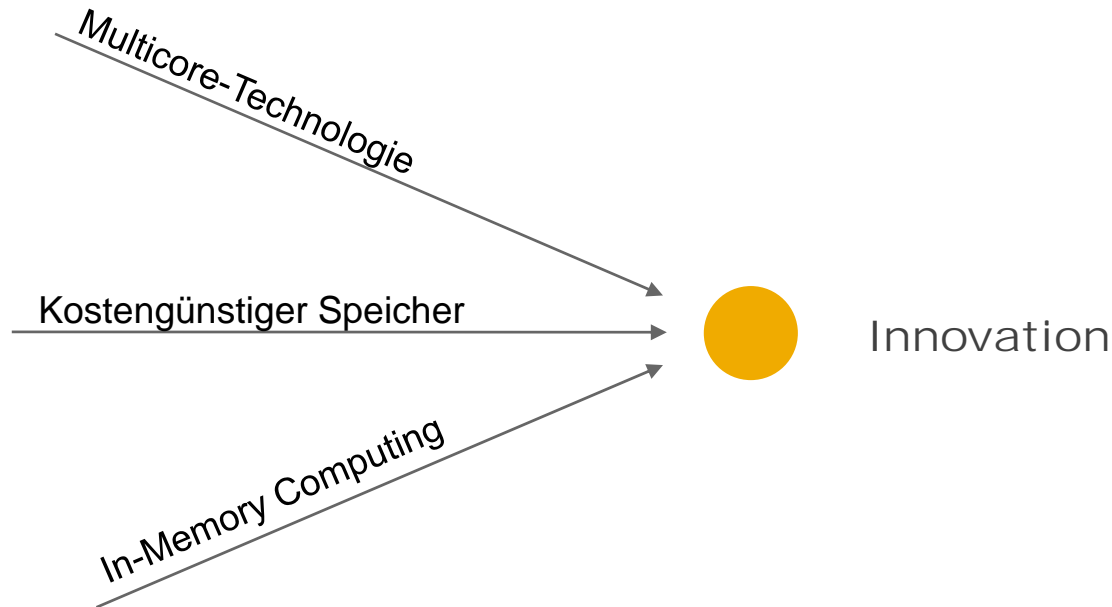 Multicore-Technologie
Kostengünstiger Speicher
Innovation
In-Memory Computing